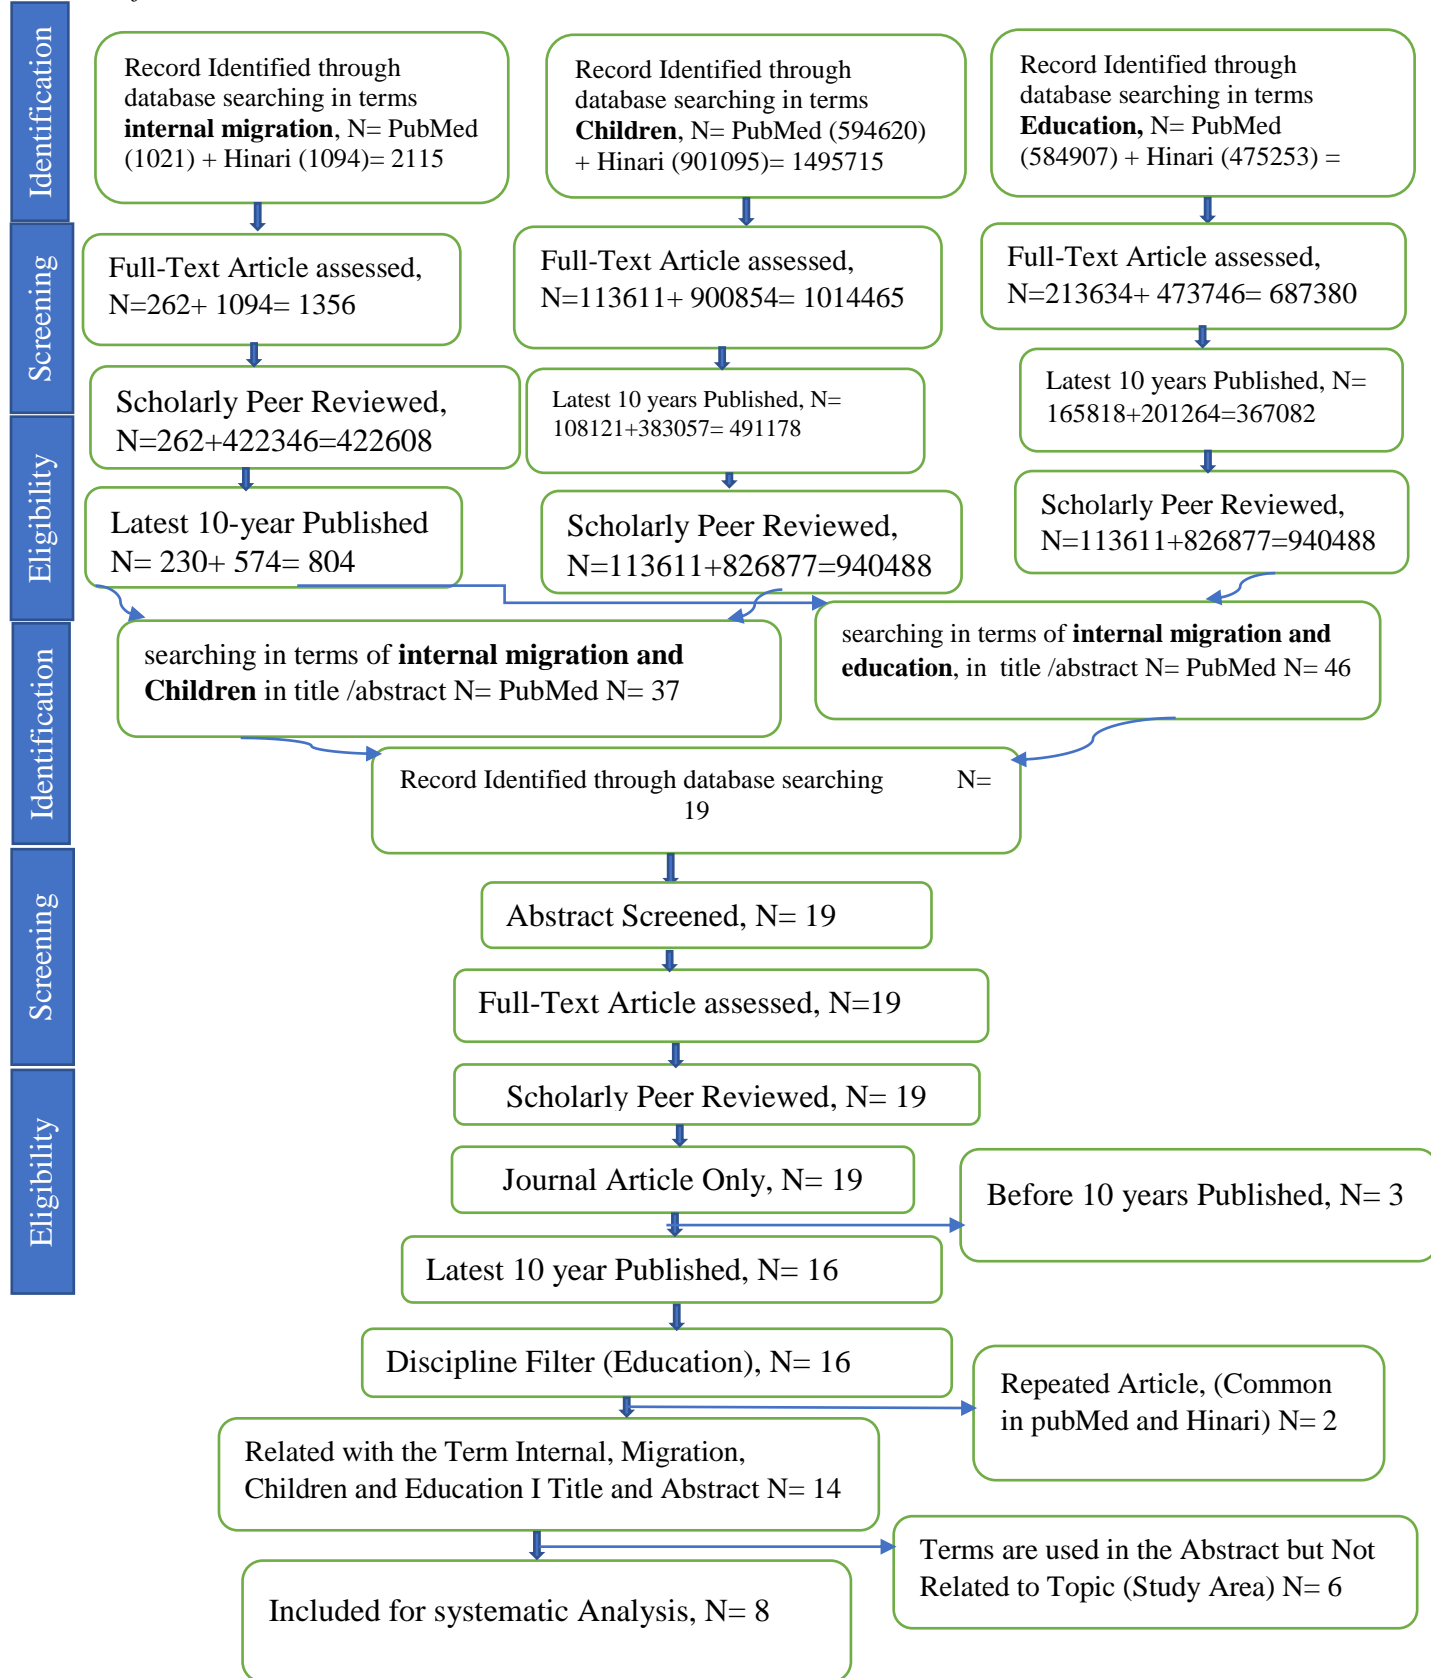 Identification
Record Identified through
database searching in terms
internal migration, N= PubMed
(1021) + Hinari (1094)= 2115
Record Identified through
database searching in terms
Children, N= PubMed (594620)
+ Hinari (901095)= 1495715
Record Identified through
database searching in terms
Education, N= PubMed
(584907) + Hinari (475253) =
Screening
Full-Text Article assessed,
N=262+ 1094= 1356
Full-Text Article assessed,
N=113611+ 900854= 1014465
Full-Text Article assessed,
N=213634+ 473746= 687380
Scholarly Peer Reviewed,
N=262+422346=422608
Latest 10 years Published, N=
108121+383057= 491178
Latest 10 years Published, N=
165818+201264=367082
Eligibility
Latest 10-year Published
N= 230+ 574= 804
Scholarly Peer Reviewed,
N=113611+826877=940488
Scholarly Peer Reviewed,
N=113611+826877=940488
Identification
searching in terms of internal migration and
Children in title /abstract N= PubMed N= 37
searching in terms of internal migration and
education, in title /abstract N= PubMed N= 46
Record Identified through database searching N=
19
Screening
Abstract Screened, N= 19
Full-Text Article assessed, N=19
Eligibility
Scholarly Peer Reviewed, N= 19
Journal Article Only, N= 19
Before 10 years Published, N= 3
Latest 10 year Published, N= 16
Discipline Filter (Education), N= 16
Repeated Article, (Common
in pubMed and Hinari) N= 2
Related with the Term Internal, Migration,
Children and Education I Title and Abstract N= 14
Terms are used in the Abstract but Not
Related to Topic (Study Area) N= 6
Included for systematic Analysis, N= 8